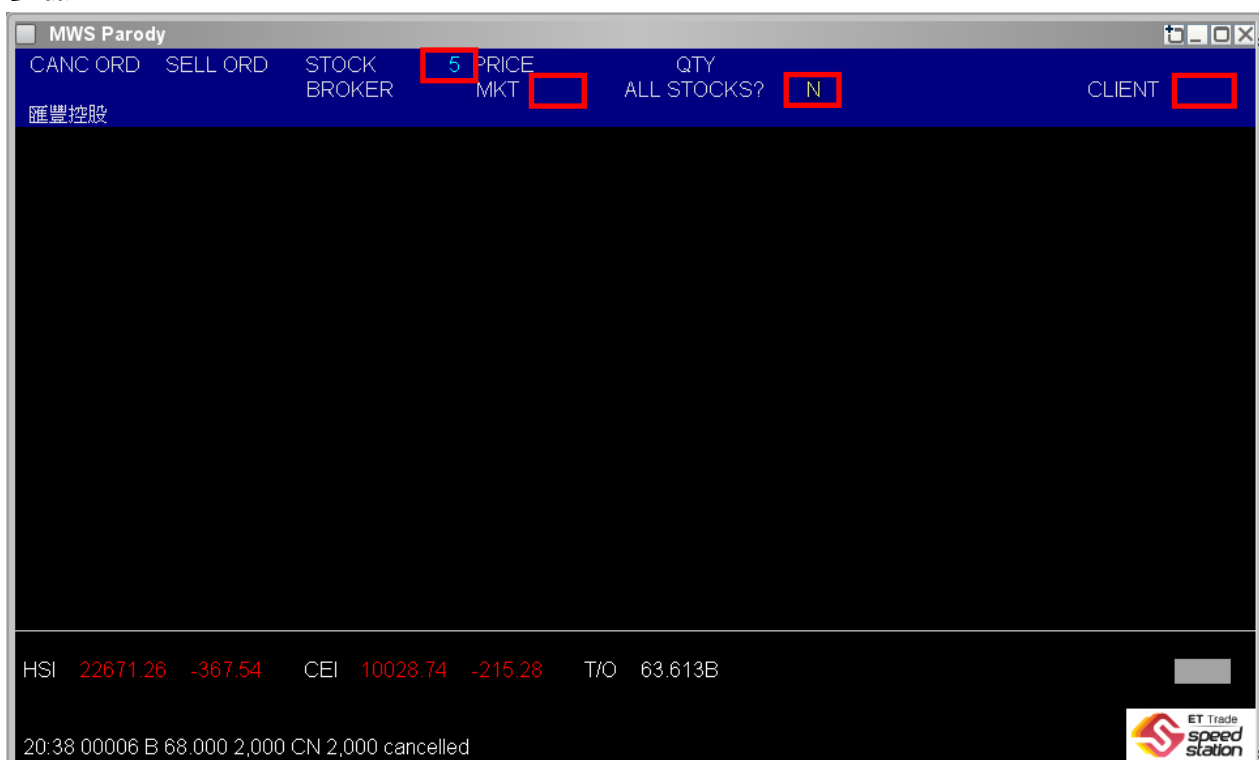 MWS Parody
CANC ORD SELL ORD STOCK 5 PRICE QTY
BROKER MKT ALL STOCKS? N CLIENT
匯豐控股
HSI 22671.26 -367.54 CEI 10028.74 -215.28 T/O 63.613B
20:38 00006 B 68.000 2,000 CN 2,000 cancelled
ET Trade
speed
station